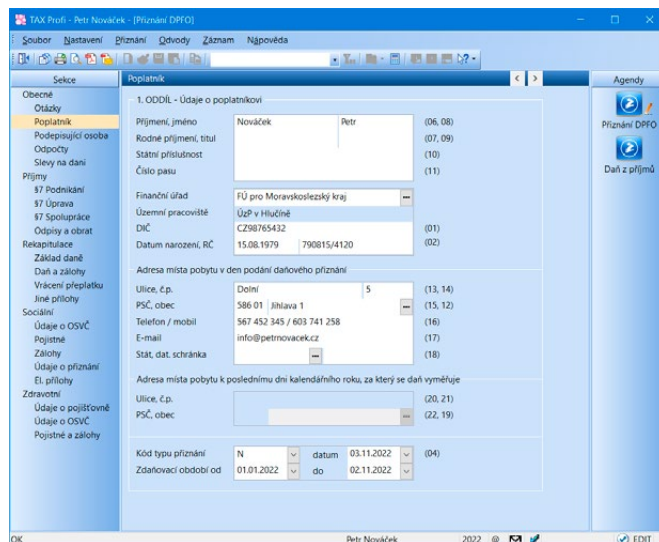 TAX Profi - Petr Nováček - [Přiznání DPFO]
Soubor Nastavení Přiznání Odvody Záznam Nápověda
Sekce
Obecné
Otázky
Poplatník
Podepisující osoba
Odpočty
Slevy na dani
Příjmy
§7 Podnikání
§7 Úprava
§7 Spolupráce
Odpisy a obrat
Rekapitulace
Základ daně
Daň a zálohy
Vrácení přeplatku
Jiné přílohy
Sociální
Údaje o OSVČ
Pojistné
Zálohy
Údaje o přiznání
El. přílohy
Zdravotní
Údaje o pojišťovně
Údaje o OSVČ
Pojistné a zálohy
Poplatník
1. ODDÍL - Údaje o poplatníkovi
Příjmení, jméno Nováček Petr (06, 08)
Rodné příjmení, titul (07, 09)
Státní příslušnost (10)
Číslo pasu (11)
Finanční úřad FÚ pro Moravskoslezský kraj
Územní pracoviště ÚzP v Hlučíně
DIČ CZ98765432 (01)
Datum narození, RČ 15.08.1979 790815/4120 (02)
Adresa místa pobytu v den podání daňového přiznání
Ulice, č.p. Dolní 5 (13, 14)
PSČ, obec 586 01 Jihlava 1 (15, 12)
Telefon / mobil 567 452 345 / 603 741 258 (16)
E-mail info@petrnovacek.cz (17)
Stát, dat. schránka (18)
Adresa místa pobytu k poslednímu dni kalendářního roku, za který se daň vyměřuje
Ulice, č.p. (20, 21)
PSČ, obec (22, 19)
Kód typu přiznání N datum 03.11.2022 (04)
Zdaňovací období od 01.01.2022 do 02.11.2022
Agendy
Přiznání DPFO
Daň z příjmů
OK Petr Nováček 2022 @ EDIT